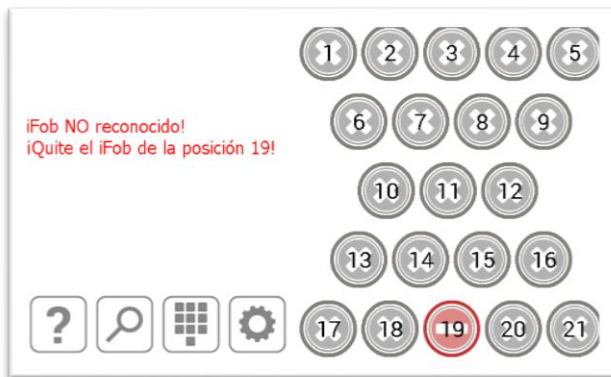 1 2 3 4 5
iFob NO reconocido!
¡Quite el iFob de la posición 19!
6 7 8 9
10 11 12
13 14 15 16
?
17 18 19 20 21